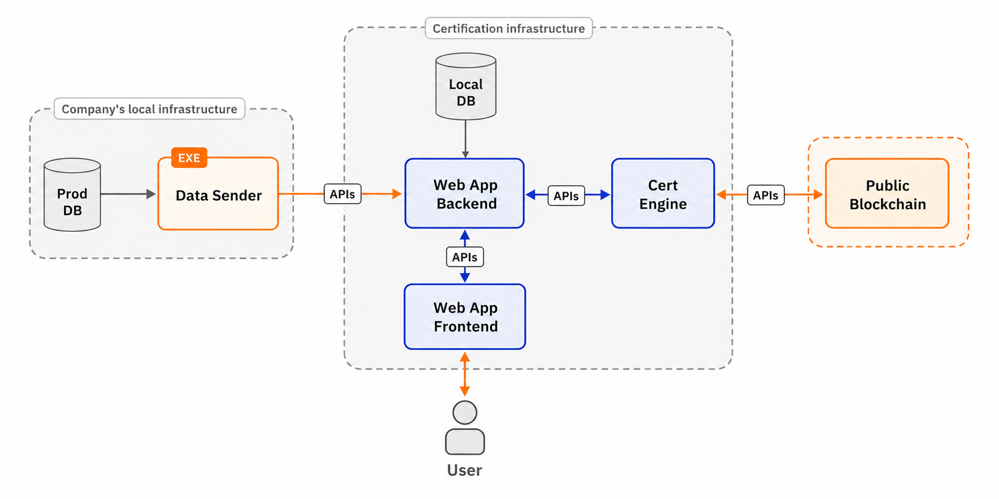 Certification infrastructure
Local
DB
Company's local infrastructure
EXE
Prod
DB
Data Sender
APIs
Web App
Backend
APIs
Cert
Engine
APIs
Public
Blockchain
APIs
Web App
Frontend
User